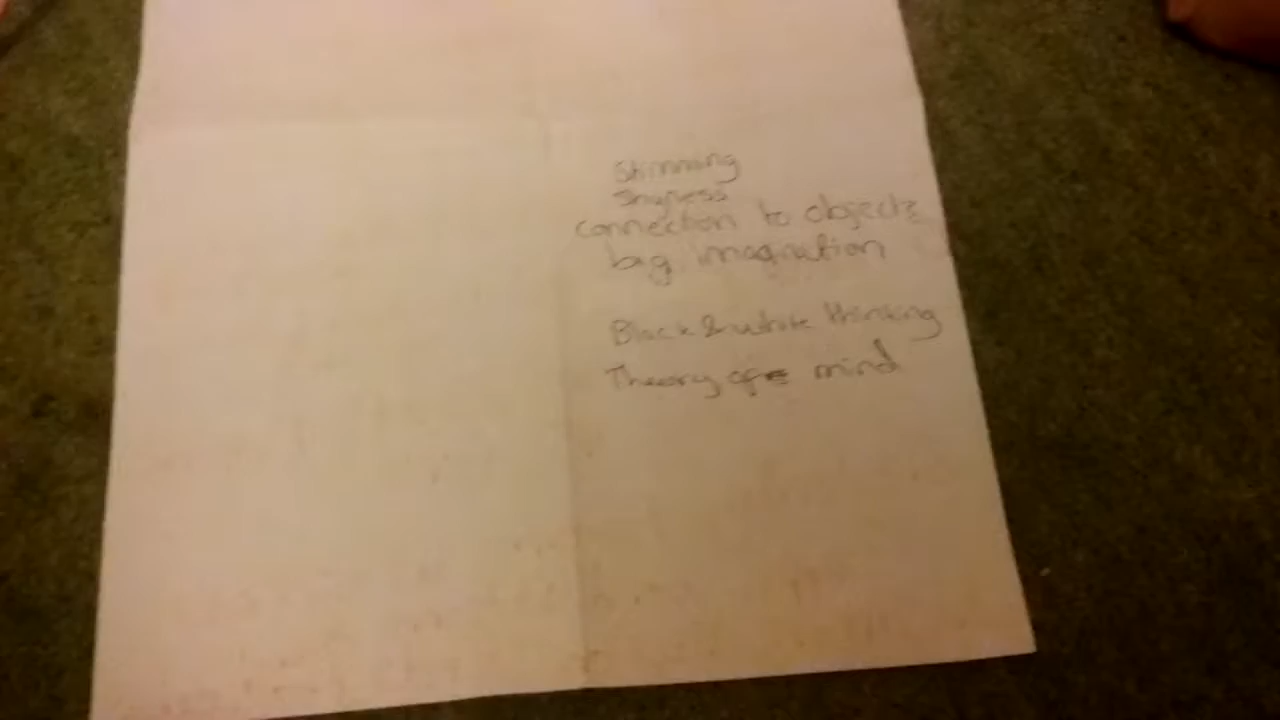 Stimming
Shyness
connection to objects
big imagination
Black & white thinking
Theory of mind